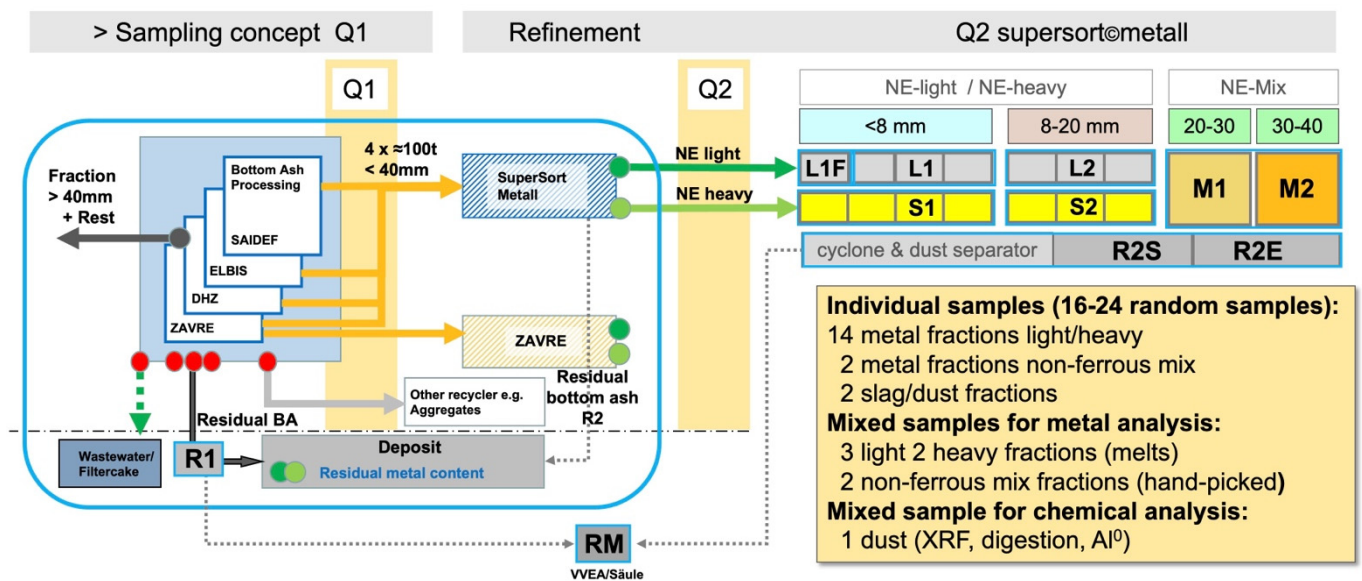 > Sampling concept Q1
Refinement
Q2 supersort©metall
Q1
Q2
NE-light / NE-heavy
NE-Mix
<8 mm
8-20 mm
20-30
30-40
Fraction
> 40mm
+ Rest
Bottom Ash
Processing
SAIDEF
ELBIS
DHZ
ZAVRE
4 x ≈100t
< 40mm
SuperSort
Metall
NE light
NE heavy
L1F
L1
L2
S1
S2
M1
M2
cyclone & dust separator
R2S
R2E
ZAVRE
Residual
bottom ash
R2
Other recycler e.g.
Aggregates
Residual BA
Wastewater/
Filtercake
R1
Deposit
Residual metal content
RM
VVEA/Säule
Individual samples (16-24 random samples):
14 metal fractions light/heavy
2 metal fractions non-ferrous mix
2 slag/dust fractions
Mixed samples for metal analysis:
3 light 2 heavy fractions (melts)
2 non-ferrous mix fractions (hand-picked)
Mixed sample for chemical analysis:
1 dust (XRF, digestion, Al⁰)